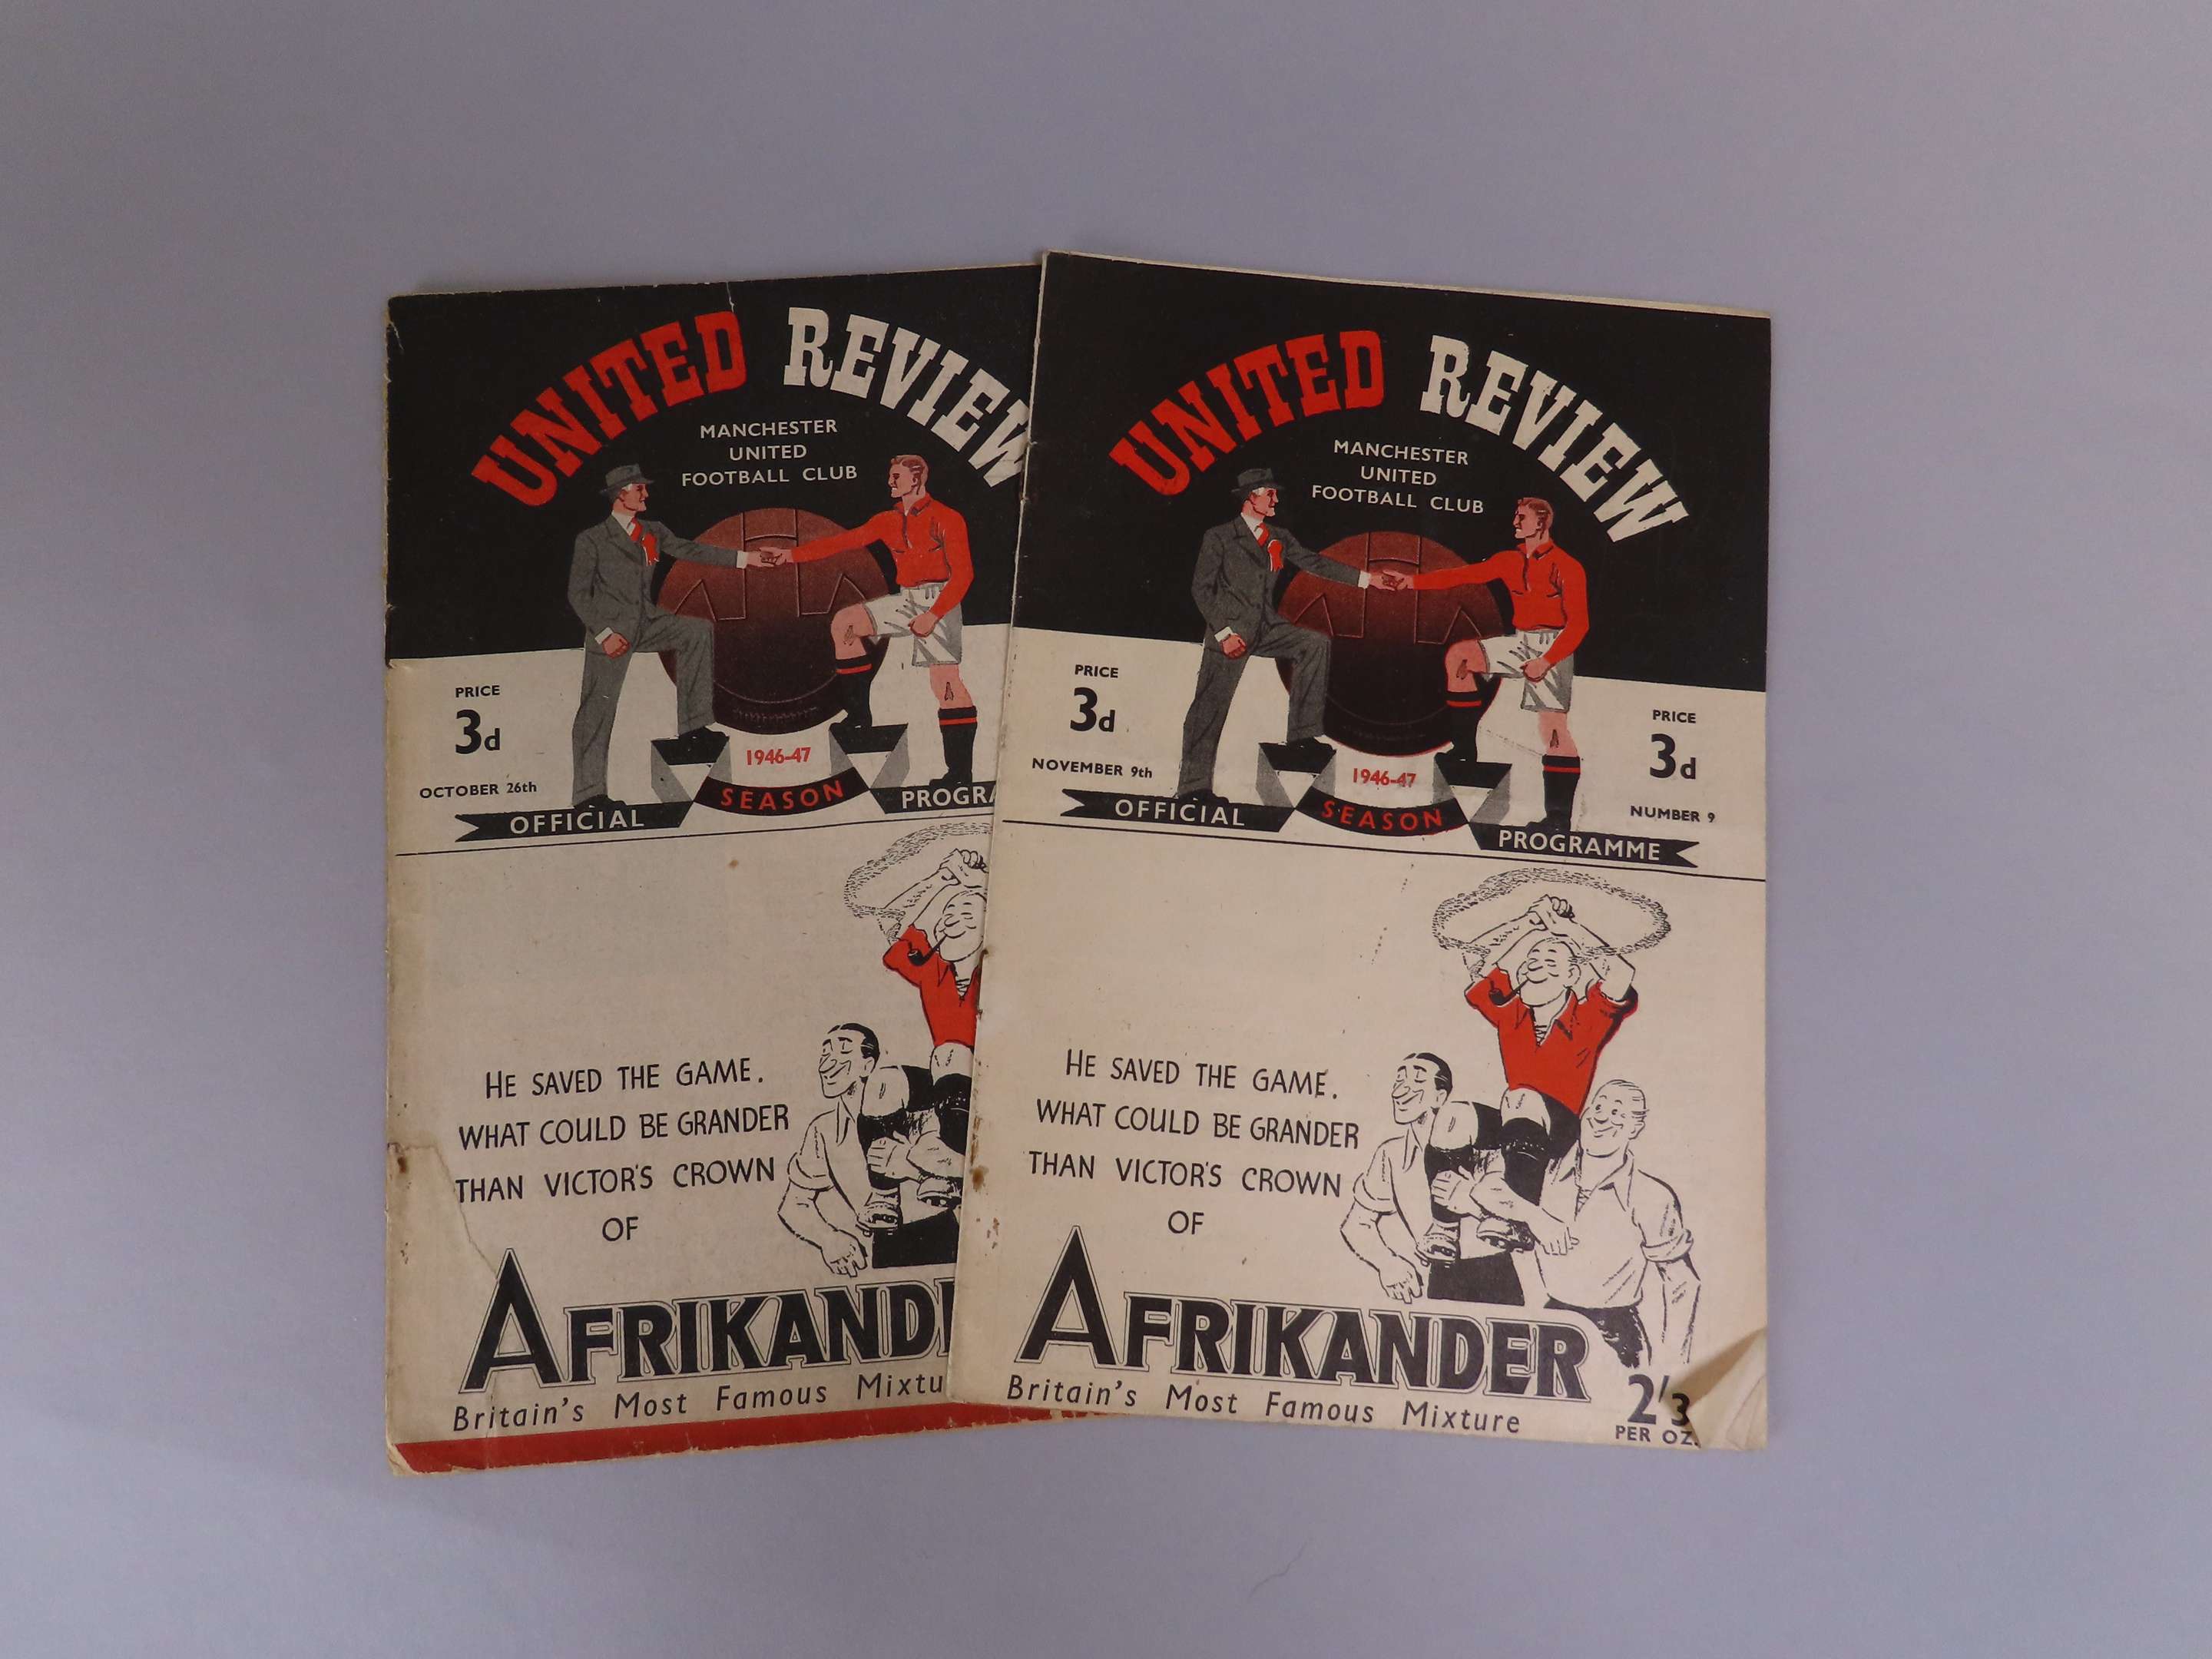 UNITED REVIEW
MANCHESTER
UNITED
FOOTBALL CLUB
PRICE
3d
OCTOBER 26th
1946-47
OFFICIAL SEASON
HE SAVED THE GAME.
WHAT COULD BE GRANDER
THAN VICTOR'S CROWN
OF
Britain's Most Famous
UNITED REVIEW
MANCHESTER
UNITED
FOOTBALL CLUB
PRICE
3d
NOVEMBER 9th
PRICE
3d
NUMBER 9
1946-47
OFFICIAL SEASON PROGRAMME
HE SAVED THE GAME.
WHAT COULD BE GRANDER
THAN VICTOR'S CROWN
OF
AFRIKANDER
Britain's Most Famous Mixture
2/3
PER OZ.